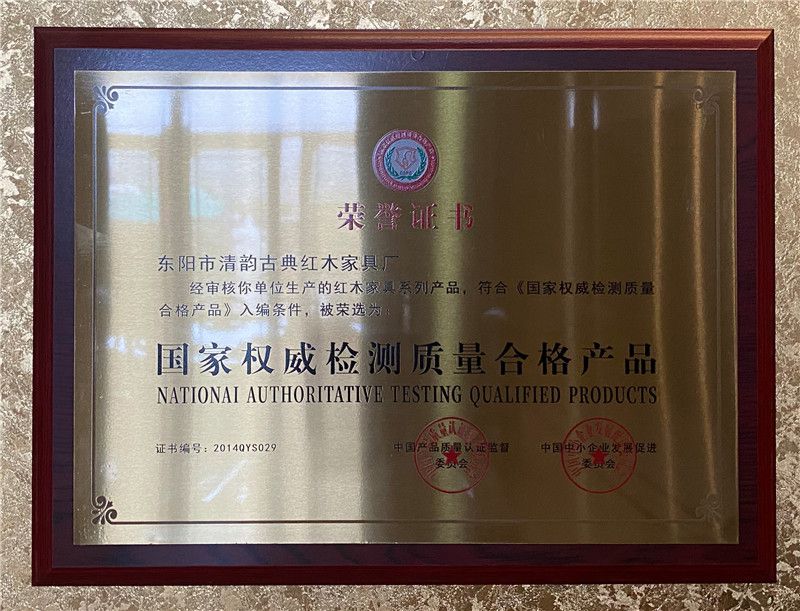 荣誉证书
东阳市清韵古典红木家具厂
经审核你单位生产的红木家具系列产品，符合《国家权威检测质量
合格产品》入编条件，被荣选为：
国家权威检测质量合格产品
NATIONAI AUTHORITATIVE TESTING QUALIFIED PRODUCTS
证书编号：2014QYS029
中国产品质量认证监督
委员会
中国中小企业发展促进
委员会